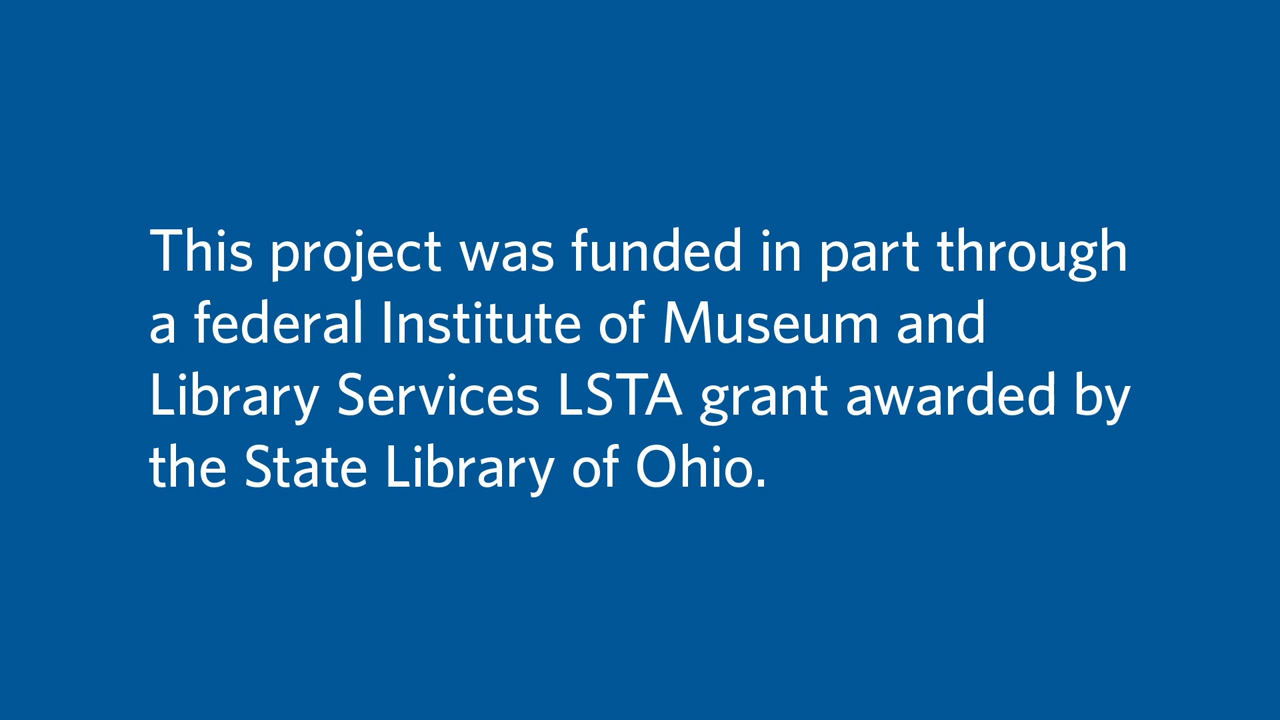 This project was funded in part through
a federal Institute of Museum and
Library Services LSTA grant awarded by
the State Library of Ohio.